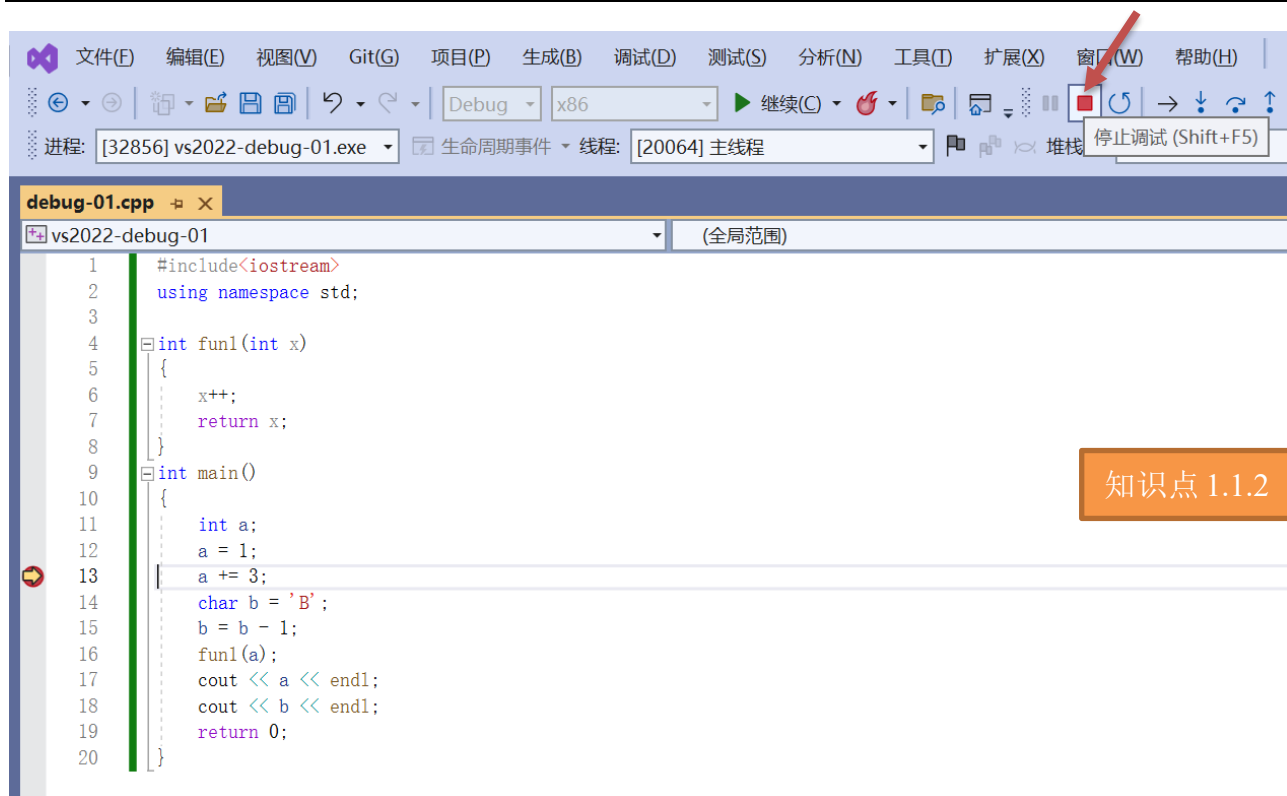 文件(F) 编辑(E) 视图(V) Git(G) 项目(P) 生成(B) 调试(D) 测试(S) 分析(N) 工具(T) 扩展(X) 窗口(W) 帮助(H)
Debug x86 继续(C)
停止调试 (Shift+F5)
进程: [32856] vs2022-debug-01.exe 生命周期事件 线程: [20064] 主线程 堆栈
debug-01.cpp
vs2022-debug-01 (全局范围)
1 #include<iostream>
2 using namespace std;
3
4 int fun1(int x)
5 {
6 x++;
7 return x;
8 }
9 int main()
10 {
11 int a;
12 a = 1;
13 a += 3;
14 char b = 'B';
15 b = b - 1;
16 fun1(a);
17 cout << a << endl;
18 cout << b << endl;
19 return 0;
20 }
知识点 1.1.2